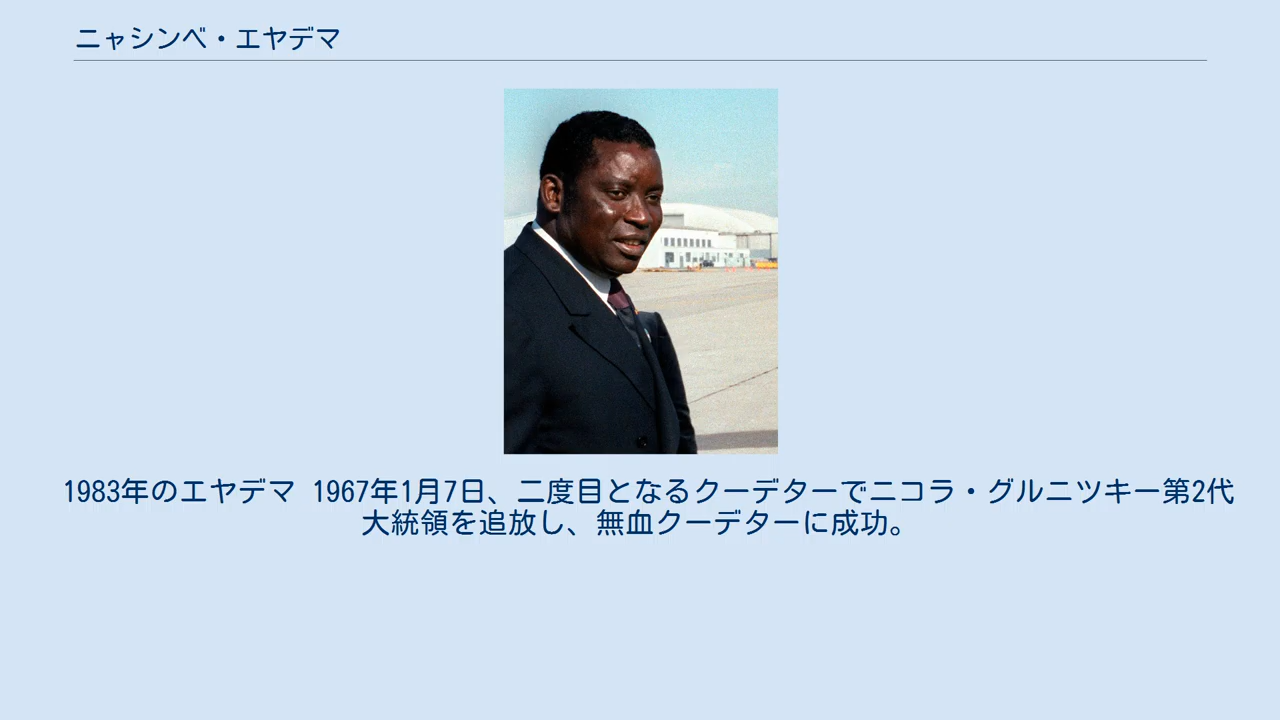 ニャシンベ・エヤデマ
1983年のエヤデマ 1967年1月7日、二度目となるクーデターでニコラ・グルニツキー第2代
大統領を追放し、無血クーデターに成功。